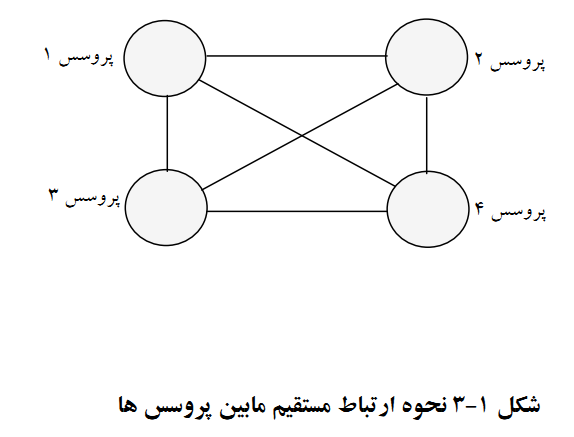 پروسس ۱
پروسس ۲
پروسس ۳
پروسس ۴
شکل ۱-۳ نحوه ارتباط مستقیم مابین پروسس ها